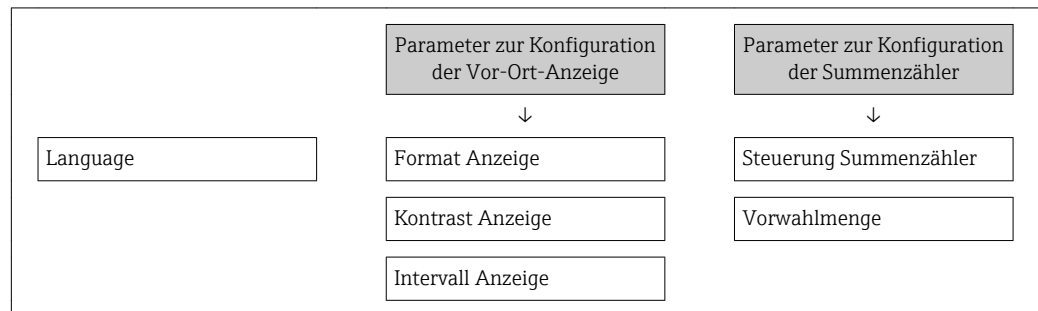 Parameter zur Konfiguration
der Vor-Ort-Anzeige
Parameter zur Konfiguration
der Summenzähler
↓
↓
Language
Format Anzeige
Steuerung Summenzähler
Kontrast Anzeige
Vorwahlmenge
Intervall Anzeige